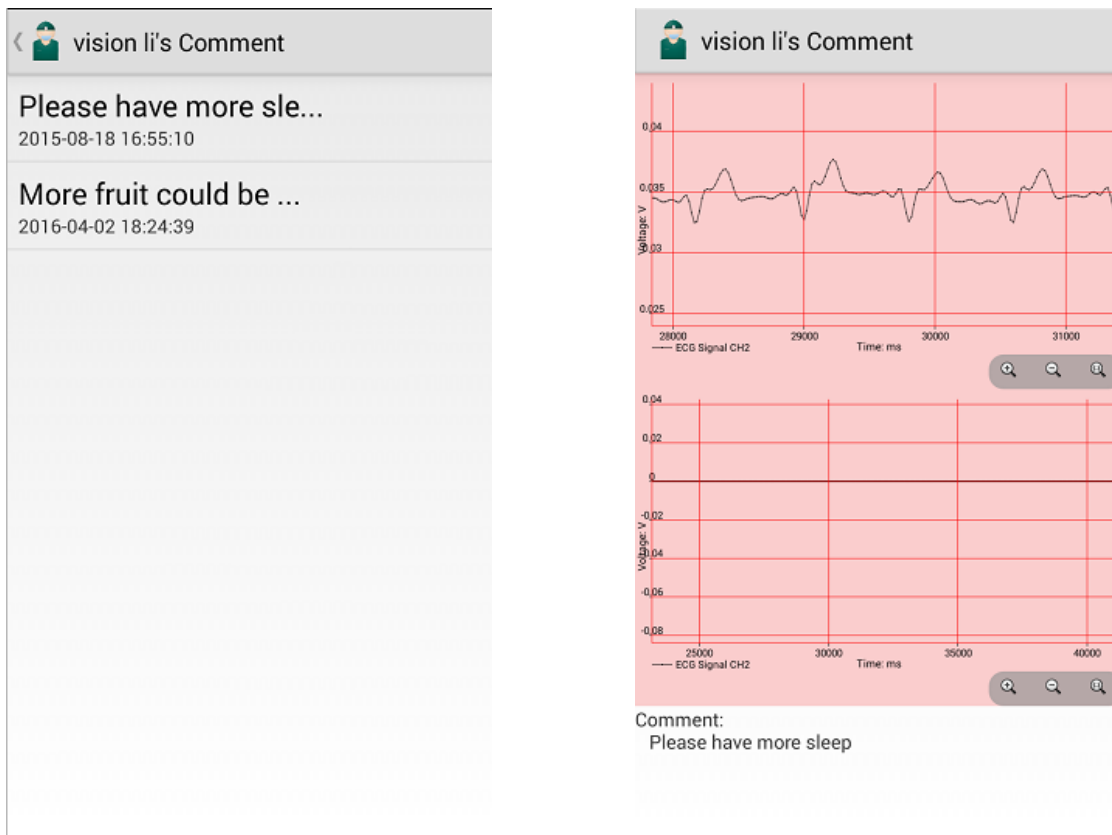 vision li's Comment
Please have more sle...
2015-08-18 16:55:10
More fruit could be ...
2016-04-02 18:24:39
vision li's Comment
0.04
0.035
0.03
0.025
Voltage: V
28000 29000 30000 31000
ECG Signal CH2 Time: ms
0.04
0.02
0
-0.02
-0.04
-0.06
-0.08
Voltage: V
25000 30000 35000 40000
ECG Signal CH2 Time: ms
Comment:
Please have more sleep